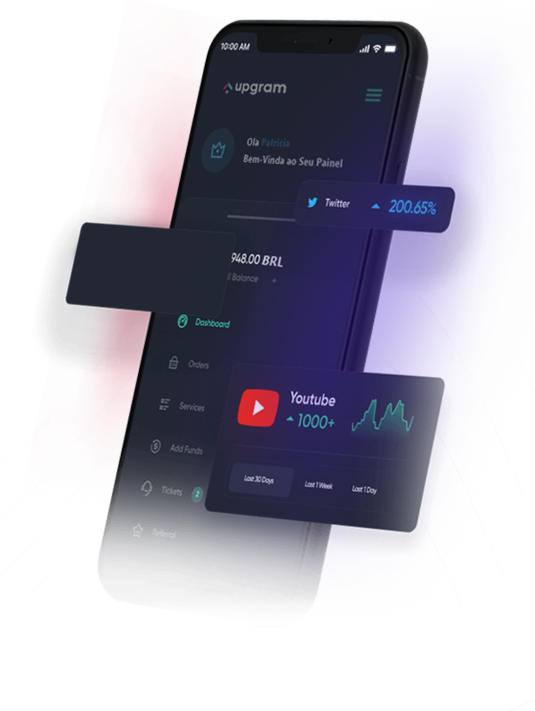 10:00 AM
upgram
Ola Patricia
Bem-Vinda ao Seu Painel
Twitter
200.65%
948.00 BRL
Balance
Dashboard
Orders
Youtube
1000+
Services
Last 30 Days
Last 1 Week
Last 1 Day
Add Funds
Tickets 2
Referral